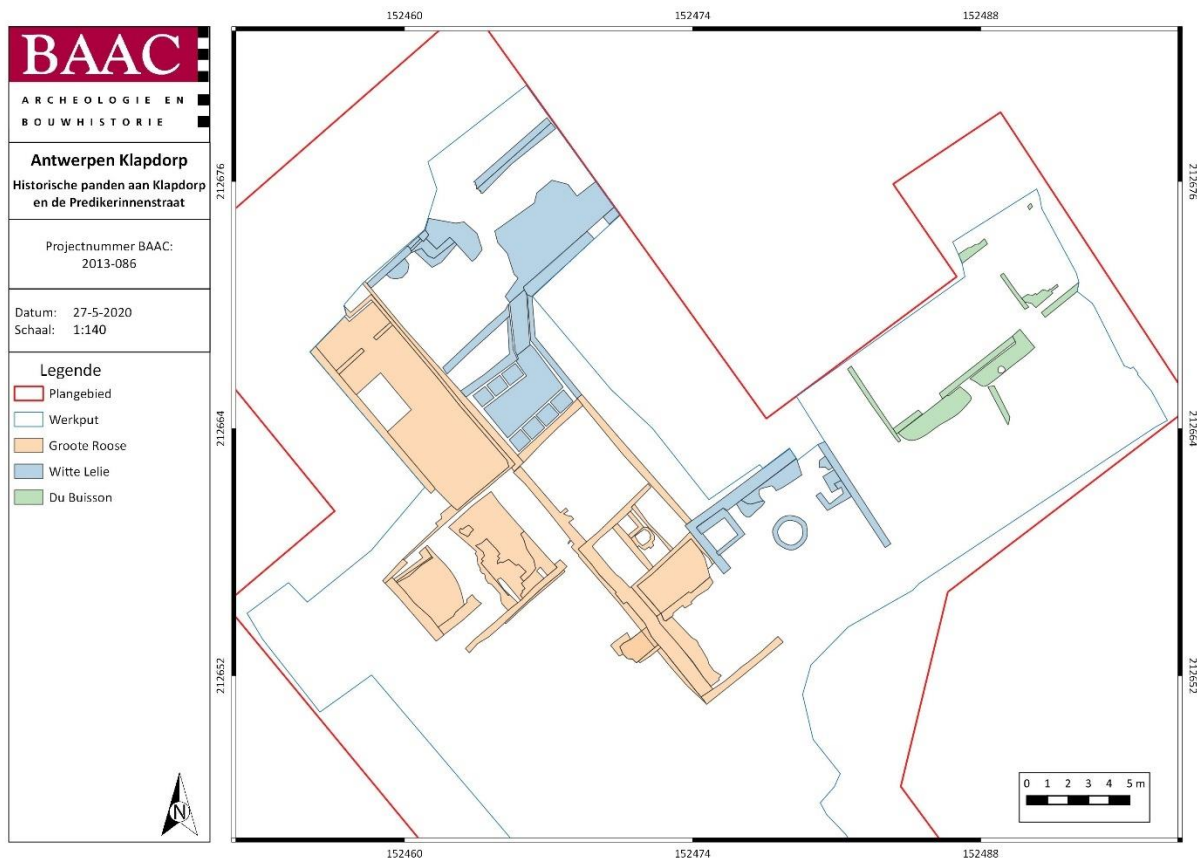 BAAC
ARCHEOLOGIE EN
BOUWHISTORIE
Antwerpen Klapdorp
Historische panden aan Klapdorp
en de Predikerinnenstraat
Projectnummer BAAC:
2013-086
Datum: 27-5-2020
Schaal: 1:140
Legende
Plangebied
Werkput
Groote Roose
Witte Lelie
Du Buisson
N
152460 152474 152488
212676 212676
212664 212664
212652 212652
0 1 2 3 4 5 m
152460 152474 152488